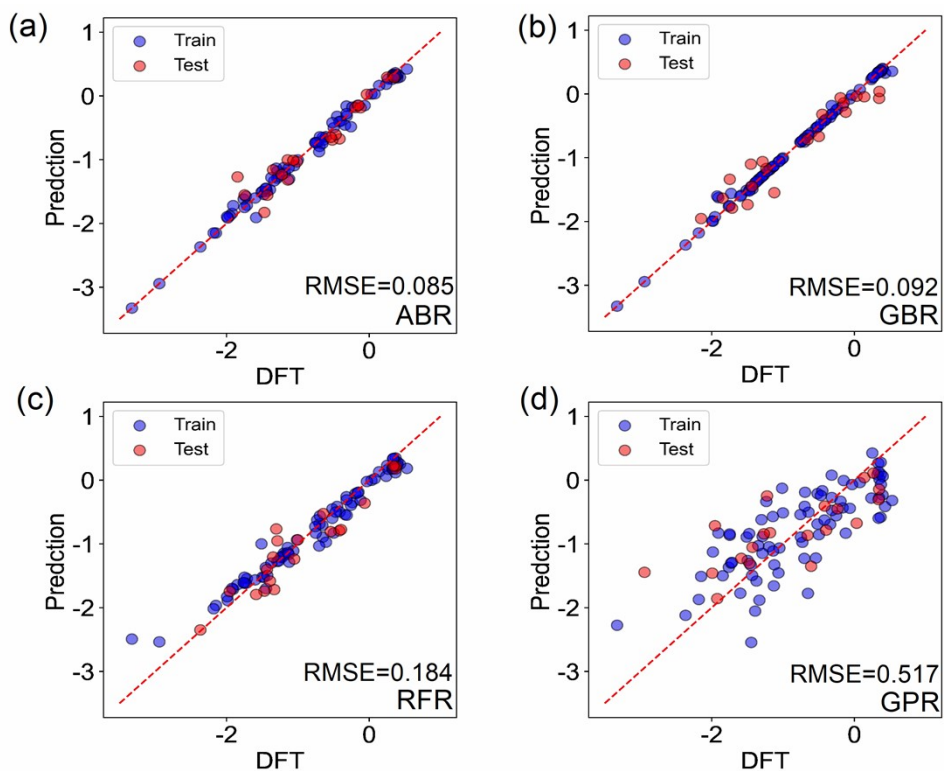 (a)
1
0
-1
-2
-3
Predction
Train
Test
RMSE=0.085
ABR
-2
0
DFT
(b)
1
0
-1
-2
-3
Predction
Train
Test
RMSE=0.092
GBR
-2
0
DFT
(c)
1
0
-1
-2
-3
Predction
Train
Test
RMSE=0.184
RFR
-2
0
DFT
(d)
1
0
-1
-2
-3
Predction
Train
Test
RMSE=0.517
GPR
-2
0
DFT